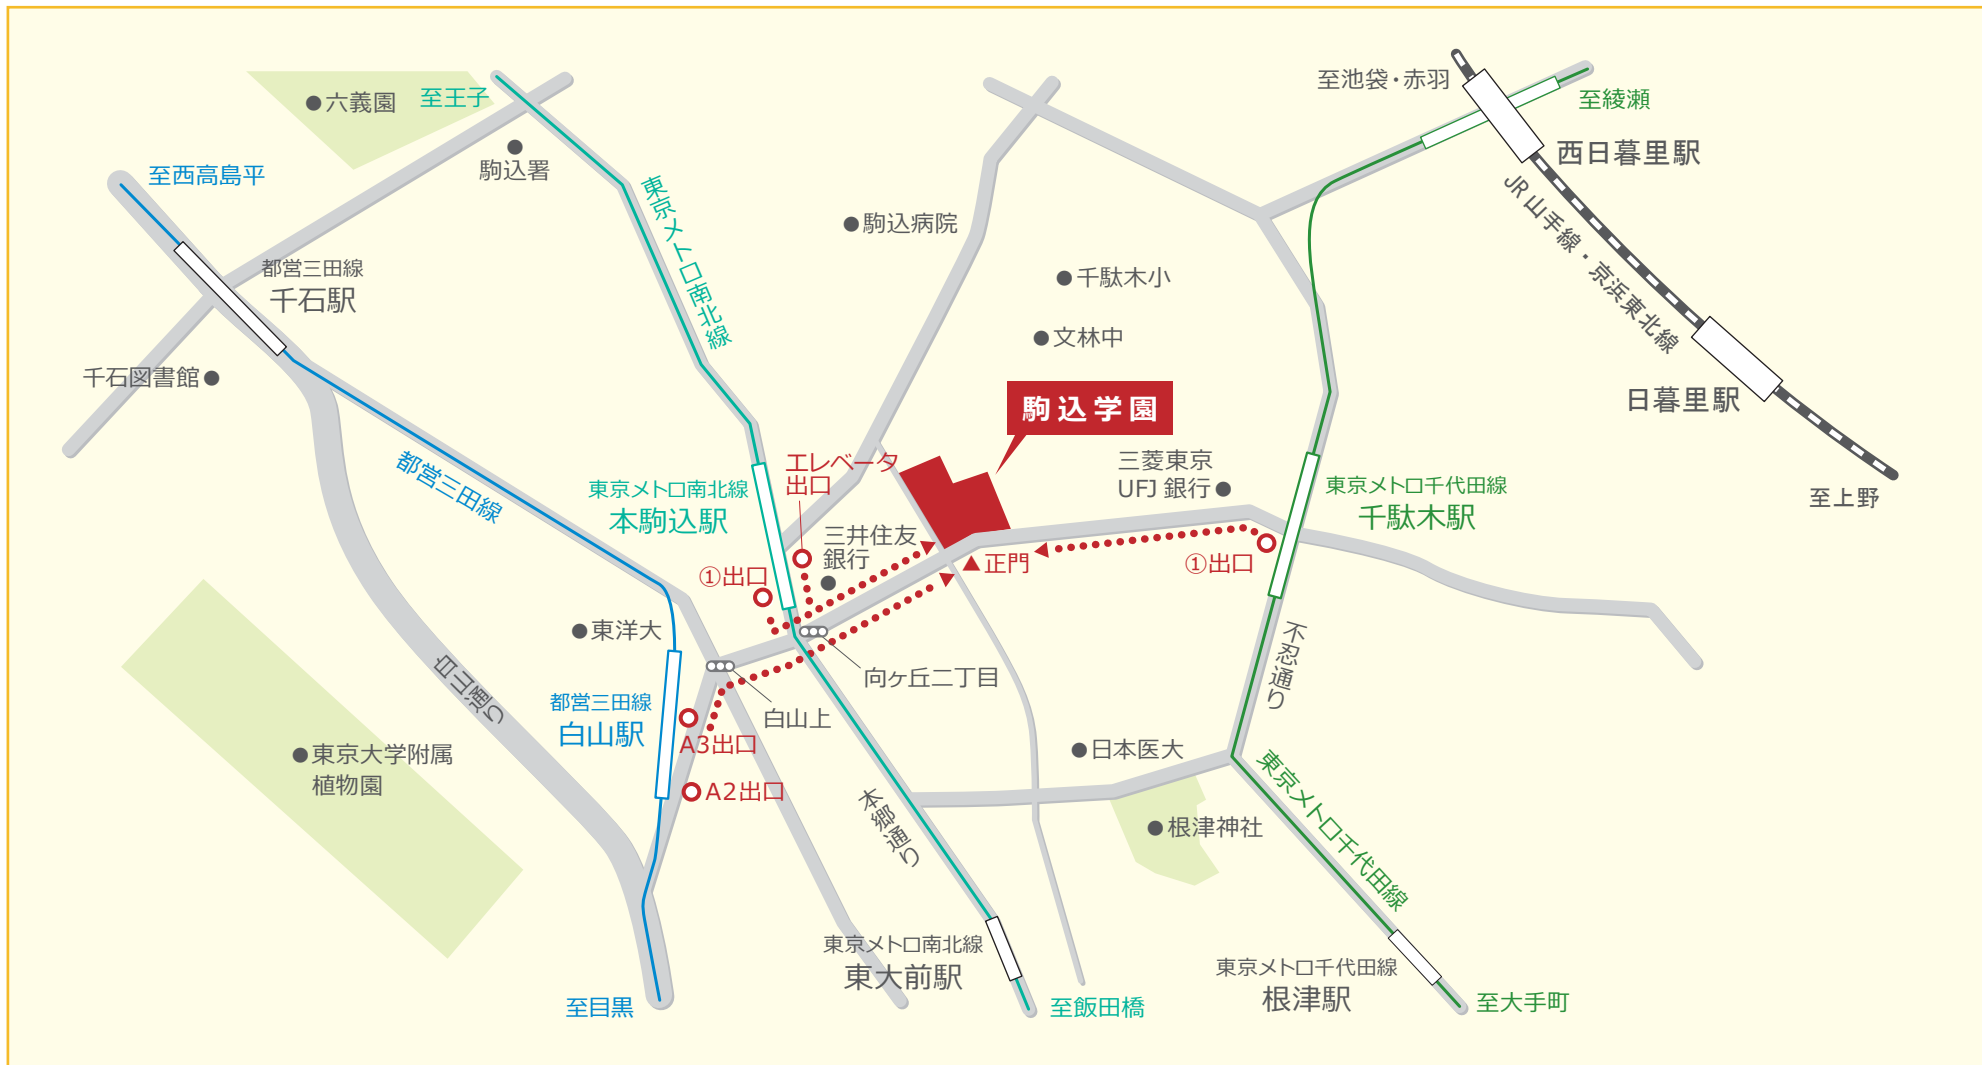 六義園
至王子
駒込署
至西高島平
都営三田線
千石駅
千石図書館
東京メトロ南北線
駒込病院
千駄木小
文林中
駒込学園
至池袋・赤羽
至綾瀬
西日暮里駅
JR山手線・京浜東北線
日暮里駅
至上野
都営三田線
東京メトロ南北線
本駒込駅
エレベータ
出口
三井住友
銀行
①出口
三菱東京
UFJ 銀行
東京メトロ千代田線
千駄木駅
①出口
▲正門
東洋大
向ヶ丘二丁目
白山上
不忍通り
白山通り
都営三田線
白山駅
A3出口
A2出口
東京大学附属
植物園
日本医大
本郷通り
根津神社
東京メトロ千代田線
東京メトロ南北線
東大前駅
東京メトロ千代田線
根津駅
至目黒
至飯田橋
至大手町